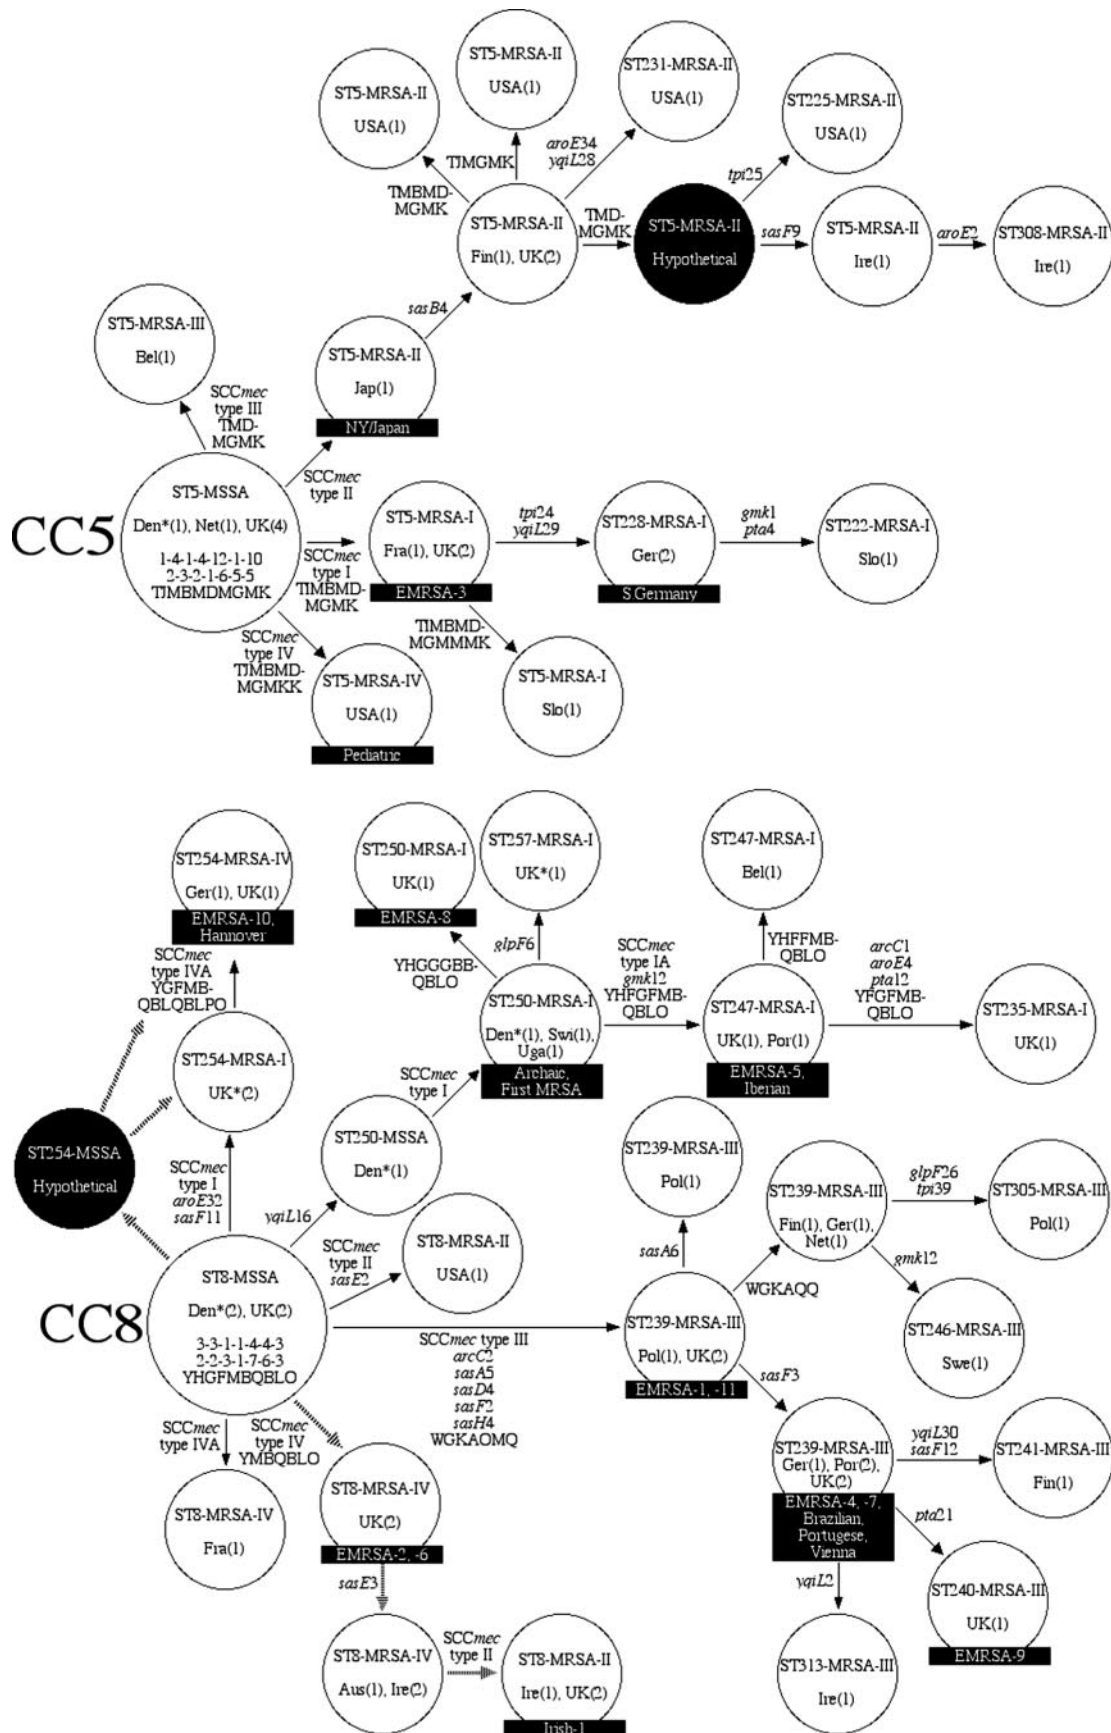 ST5-MRSA-II
USA(1)
ST5-MRSA-II
USA(1)
ST231-MRSA-II
USA(1)
ST225-MRSA-II
USA(1)
TJMGMK
aroE34
yqiL28
tpi25
TMBMD-
MGMK
ST5-MRSA-II
Fin(1), UK(2)
TMD-
MGMK
ST5-MRSA-II
Hypothetical
sasF9
ST5-MRSA-II
Ire(1)
aroE2
ST308-MRSA-II
Ire(1)
sasB4
ST5-MRSA-III
Bel(1)
ST5-MRSA-II
Jap(1)
NY/Japan
SCCmec
type III
TMD-
MGMK
SCCmec
type II
CC5
ST5-MSSA
Den*(1), Net(1), UK(4)
1-4-1-4-12-1-10
2-3-2-1-6-5-5
TJMBMDMGMK
SCCmec
type I
TIMBMD-
MGMK
ST5-MRSA-I
Fra(1), UK(2)
EMRSA-3
tpi24
yqiL29
ST228-MRSA-I
Ger(2)
S.Germany
gmk1
pta4
ST222-MRSA-I
Slo(1)
SCCmec
type IV
TJMBMD-
MGMKK
TIMBMD-
MGMMMK
ST5-MRSA-IV
USA(1)
Pediatric
ST5-MRSA-I
Slo(1)
ST254-MRSA-IV
Ger(1), UK(1)
EMRSA-10,
Hannover
ST250-MRSA-I
UK(1)
EMRSA-8
ST257-MRSA-I
UK*(1)
ST247-MRSA-I
Bel(1)
SCCmec
type IVA
YGFMB-
QBLQBLPO
YHGGGBB-
QBLO
glpF6
SCCmec
type IA
gmk12
YHFGFMB-
QBLO
YHFFMB-
QBLO
arcC1
aroE4
pta12
YFGFMB-
QBLO
ST250-MRSA-I
Den*(1), Swi(1),
Uga(1)
Archaic,
First MRSA
ST247-MRSA-I
UK(1), Por(1)
EMRSA-5,
Iberian
ST235-MRSA-I
UK(1)
ST254-MRSA-I
UK*(2)
SCCmec
type I
ST254-MSSA
Hypothetical
SCCmec
type I
aroE32
sasF11
yqiL16
ST250-MSSA
Den*(1)
ST239-MRSA-III
Pol(1)
ST239-MRSA-III
Fin(1), Ger(1),
Net(1)
glpF26
tpi39
ST305-MRSA-III
Pol(1)
SCCmec
type II
sasE2
ST8-MRSA-II
USA(1)
sasA6
WGKAQQ
gmk12
CC8
ST8-MSSA
Den*(2), UK(2)
3-3-1-1-4-4-3
2-2-3-1-7-6-3
YHGFMBQBLO
SCCmec type III
arcC2
sasA5
sasD4
sasF2
sasH4
WGKAOMQ
ST239-MRSA-III
Pol(1), UK(2)
EMRSA-1, -11
ST246-MRSA-III
Swe(1)
sasF3
SCCmec
type IVA
SCCmec
type IV
YMBQBLO
ST239-MRSA-III
Ger(1), Por(2),
UK(2)
EMRSA-4, -7,
Brazilian,
Portugese,
Vienna
yqiL30
sasF12
ST241-MRSA-III
Fin(1)
ST8-MRSA-IV
Fra(1)
ST8-MRSA-IV
UK(2)
EMRSA-2, -6
pta21
yqiL2
sasE3
ST240-MRSA-III
UK(1)
EMRSA-9
ST8-MRSA-IV
Aus(1), Ire(2)
SCCmec
type II
ST8-MRSA-II
Ire(1), UK(2)
Irish-1
ST313-MRSA-III
Ire(1)